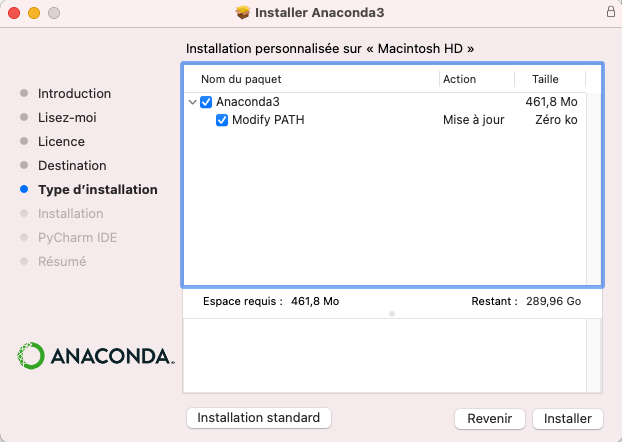 Installer Anaconda3
Installation personnalisée sur « Macintosh HD »
Introduction
Lisez-moi
Licence
Destination
Type d’installation
Installation
PyCharm IDE
Résumé
Nom du paquet Action Taille
Anaconda3 461,8 Mo
Modify PATH Mise à jour Zéro ko
Espace requis : 461,8 Mo Restant : 289,96 Go
ANACONDA.
Installation standard Revenir Installer